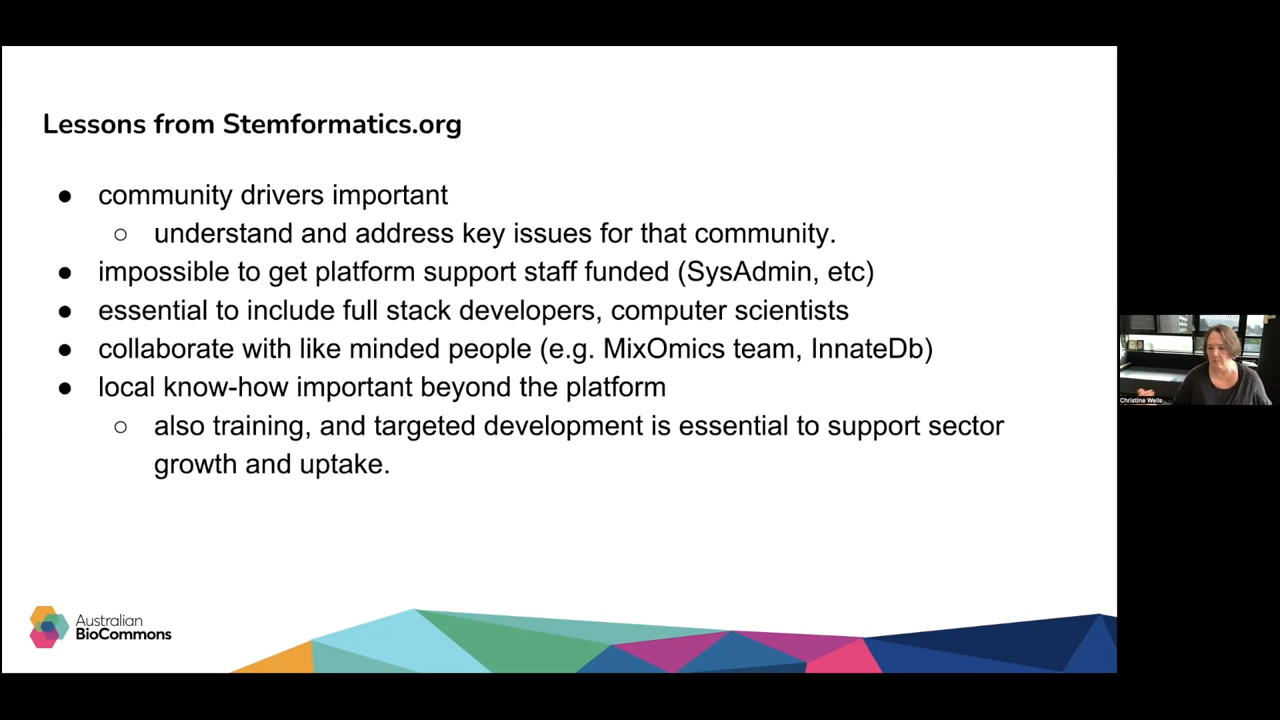 Lessons from Stemformatics.org
● community drivers important
○ understand and address key issues for that community.
● impossible to get platform support staff funded (SysAdmin, etc)
● essential to include full stack developers, computer scientists
● collaborate with like minded people (e.g. MixOmics team, InnateDb)
● local know-how important beyond the platform
○ also training, and targeted development is essential to support sector
growth and uptake.
Christine Wells
Australian
BioCommons